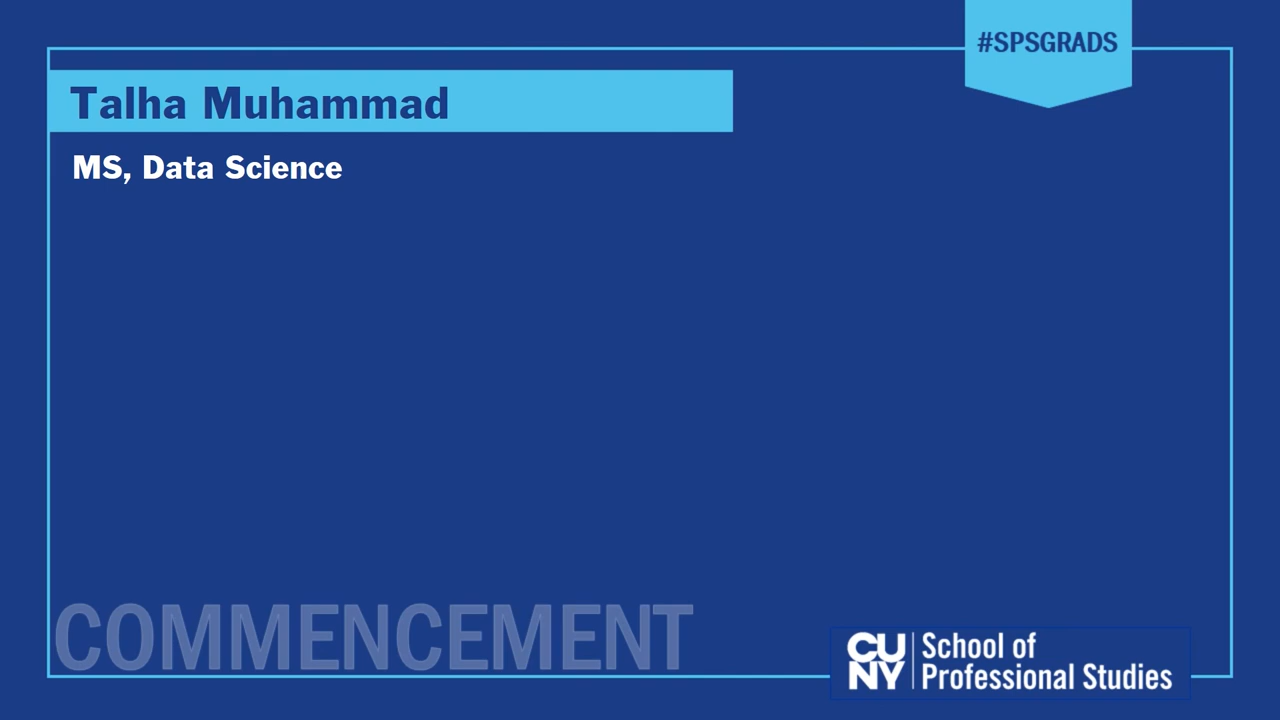 #SPSGRADS
Talha Muhammad
MS, Data Science
COMMENCEMENT
CU
NY
School of
Professional Studies